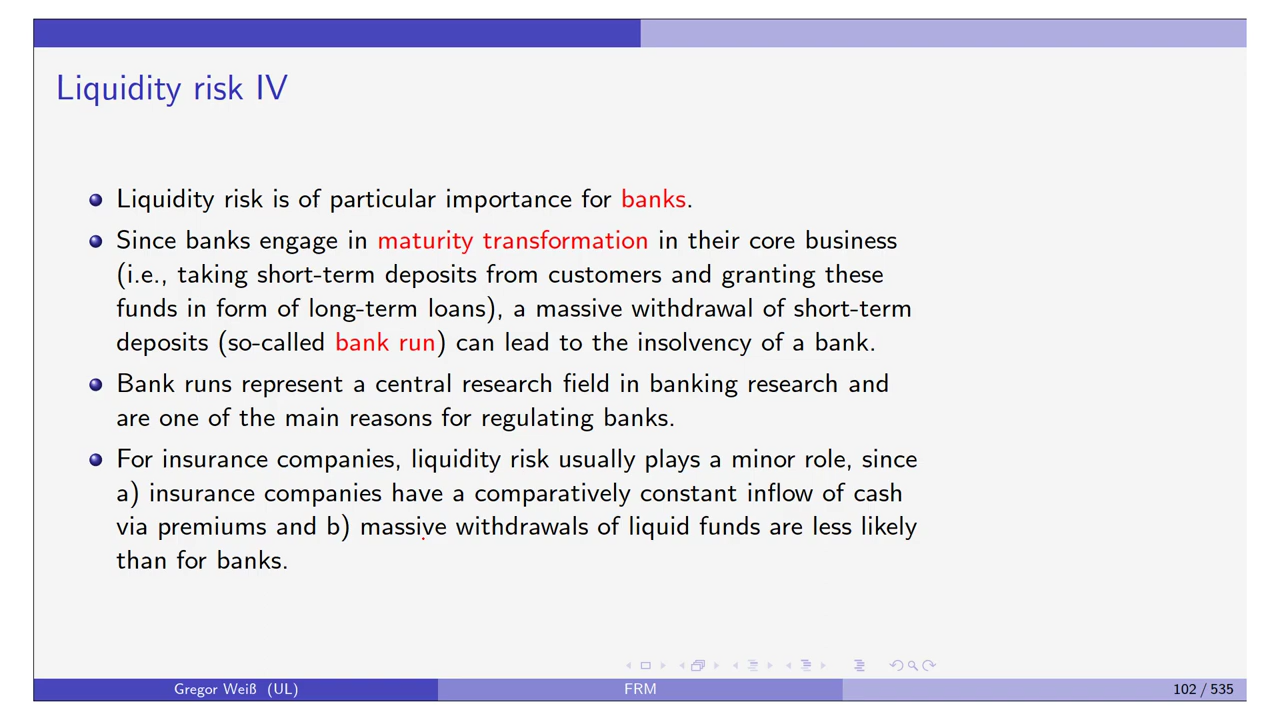 Liquidity risk IV
Liquidity risk is of particular importance for banks.
Since banks engage in maturity transformation in their core business
(i.e., taking short-term deposits from customers and granting these
funds in form of long-term loans), a massive withdrawal of short-term
deposits (so-called bank run) can lead to the insolvency of a bank.
Bank runs represent a central research field in banking research and
are one of the main reasons for regulating banks.
For insurance companies, liquidity risk usually plays a minor role, since
a) insurance companies have a comparatively constant inflow of cash
via premiums and b) massive withdrawals of liquid funds are less likely
than for banks.
Gregor Weiß (UL) FRM 102 / 535